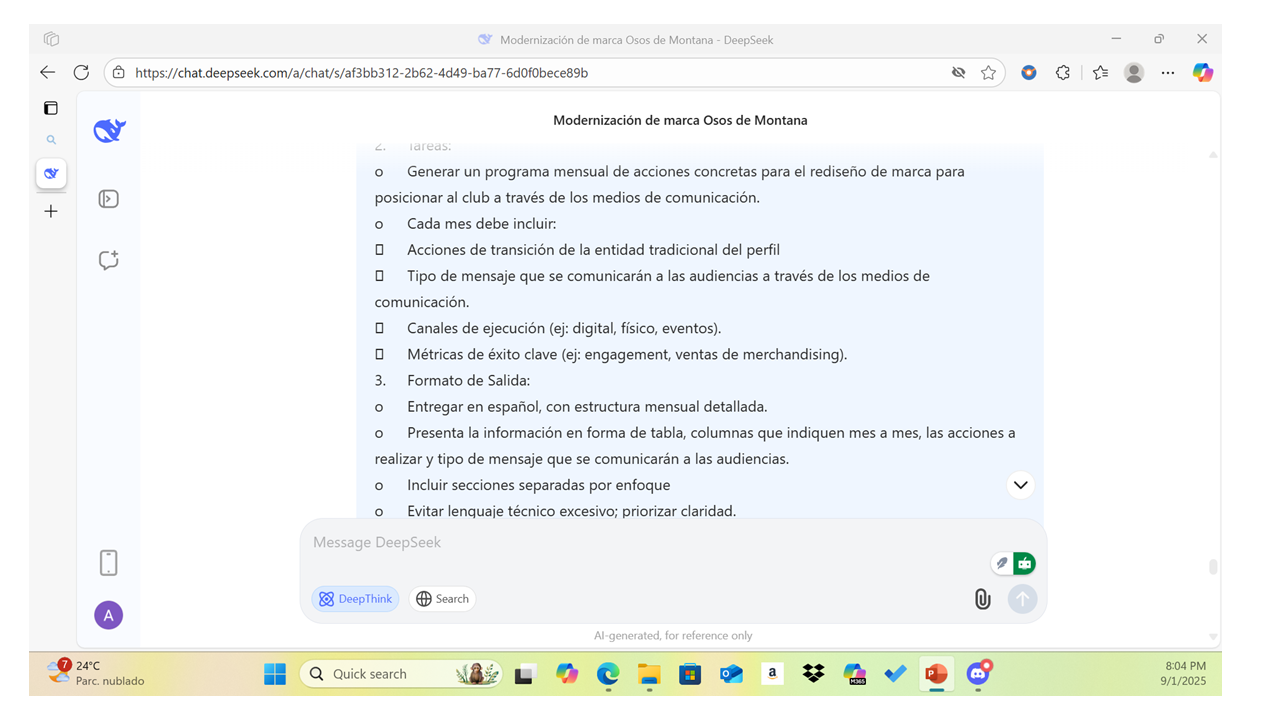 Modernización de marca Osos de Montana - DeepSeek
https://chat.deepseek.com/a/chat/s/af3bb312-2b62-4d49-ba77-6d0f0bece89b
Modernización de marca Osos de Montana
2. Tareas:
o Generar un programa mensual de acciones concretas para el rediseño de marca para
posicionar al club a través de los medios de comunicación.
o Cada mes debe incluir:
Acciones de transición de la entidad tradicional del perfil
Tipo de mensaje que se comunicarán a las audiencias a través de los medios de
comunicación.
Canales de ejecución (ej: digital, físico, eventos).
Métricas de éxito clave (ej: engagement, ventas de merchandising).
3. Formato de Salida:
o Entregar en español, con estructura mensual detallada.
o Presenta la información en forma de tabla, columnas que indiquen mes a mes, las acciones a
realizar y tipo de mensaje que se comunicarán a las audiencias.
o Incluir secciones separadas por enfoque
o Evitar lenguaje técnico excesivo; priorizar claridad.
Message DeepSeek
DeepThink
Search
A
AI-generated, for reference only
7
24°C
Parc. nublado
Quick search
a
M365
P
8:04 PM
9/1/2025